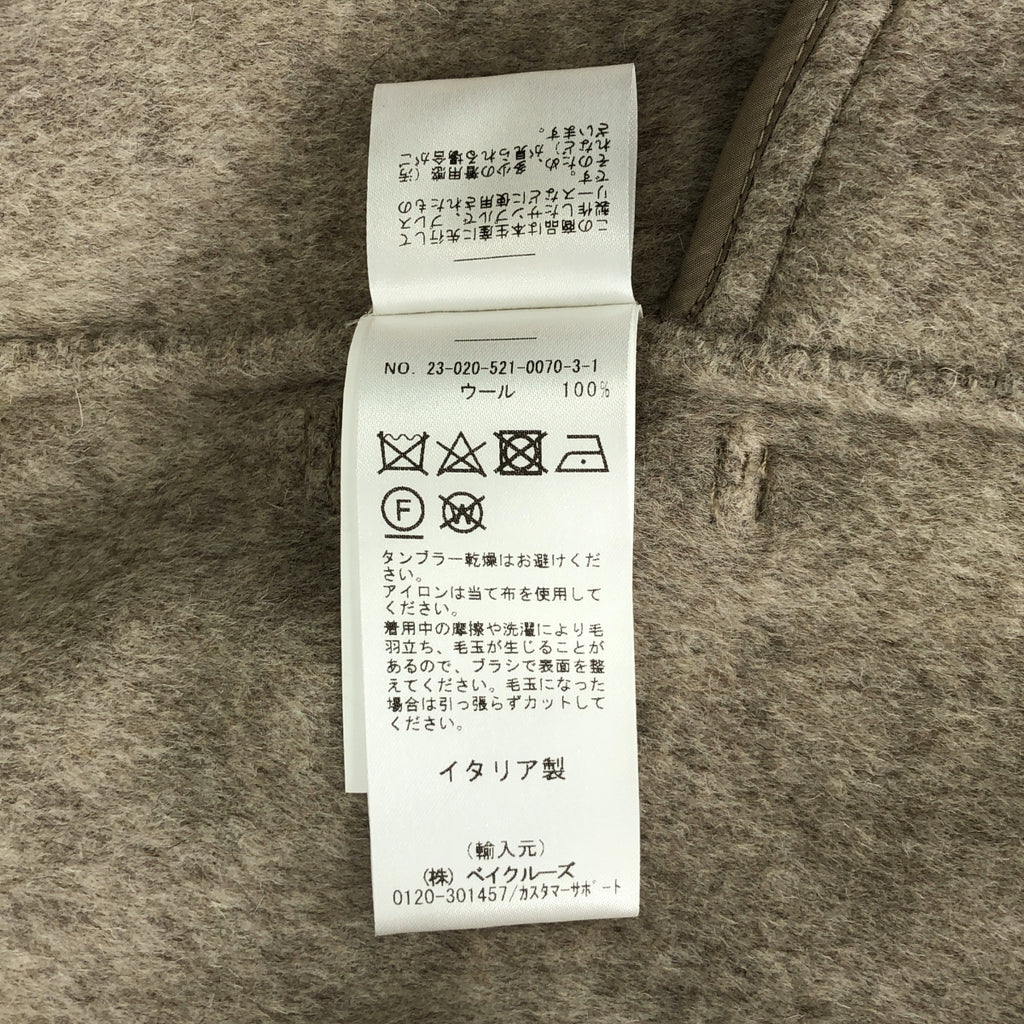 この商品は本生産に先行して
製作したサンプルで、プレス
リースなどに使用されたもの
です。
そのため、多少の着用感(汚
れなど)が見られる場合がご
ざいます。
NO. 23-020-521-0070-3-1
ウール 100%
F W
タンブラー乾燥はお避けくだ
さい。
アイロンは当て布を使用して
ください。
着用中の摩擦や洗濯により毛
羽立ち、毛玉が生じることが
あるので、ブラシで表面を整
えてください。毛玉になった
場合は引っ張らずカットして
ください。
イタリア製
(輸入元)
(株) ベイクルーズ
0120-301457/ｶｽﾀﾏｰｻﾎﾟｰﾄ